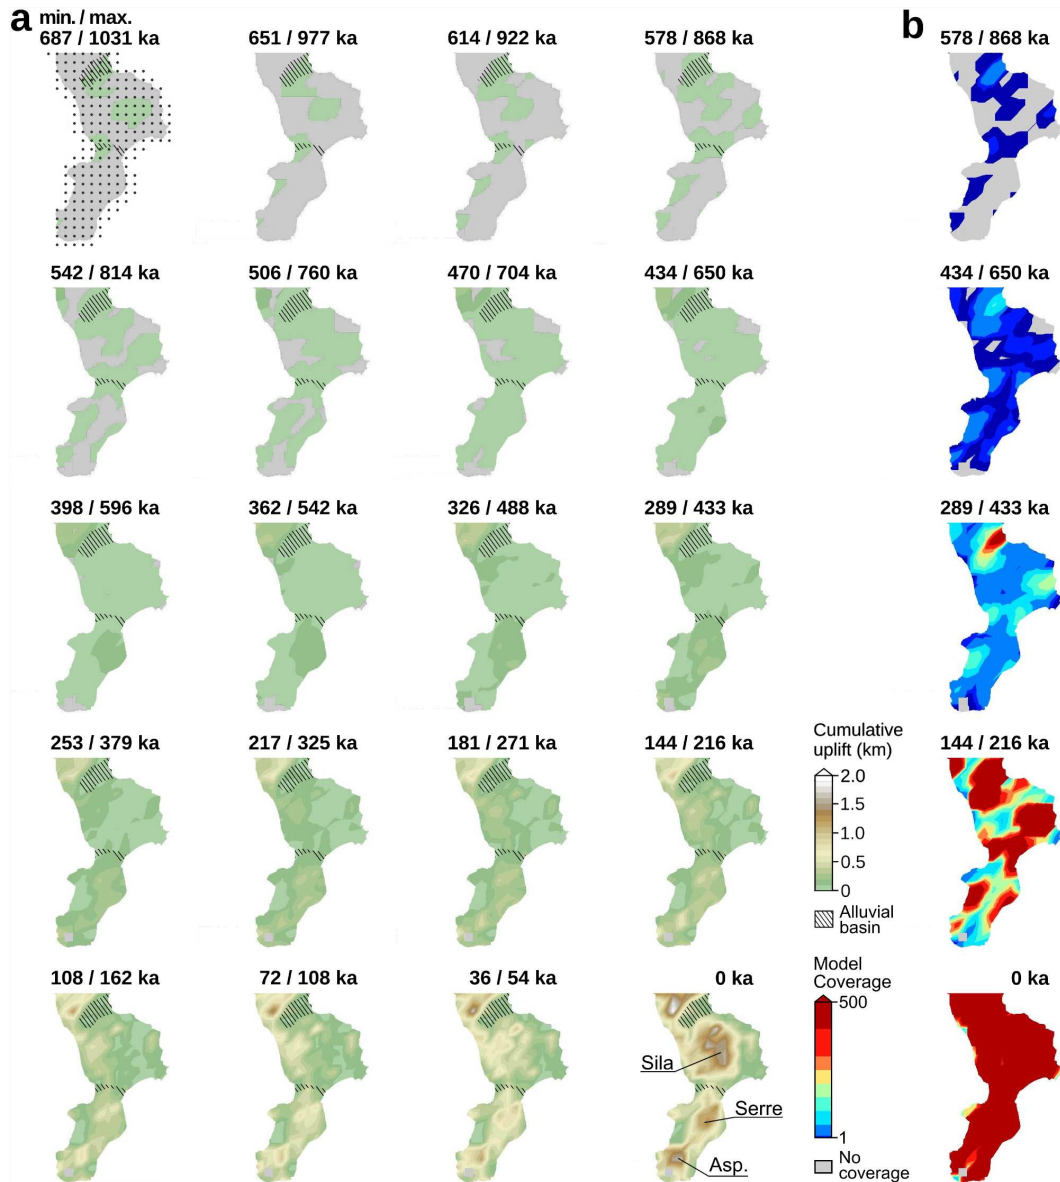 a
min. / max.
687 / 1031 ka
651 / 977 ka
614 / 922 ka
578 / 868 ka
b
578 / 868 ka
542 / 814 ka
506 / 760 ka
470 / 704 ka
434 / 650 ka
434 / 650 ka
398 / 596 ka
362 / 542 ka
326 / 488 ka
289 / 433 ka
289 / 433 ka
253 / 379 ka
217 / 325 ka
181 / 271 ka
144 / 216 ka
Cumulative
uplift (km)
2.0
1.5
1.0
0.5
0
Alluvial
basin
144 / 216 ka
108 / 162 ka
72 / 108 ka
36 / 54 ka
0 ka
Sila
Serre
Asp.
Model
Coverage
500
1
No
coverage
0 ka